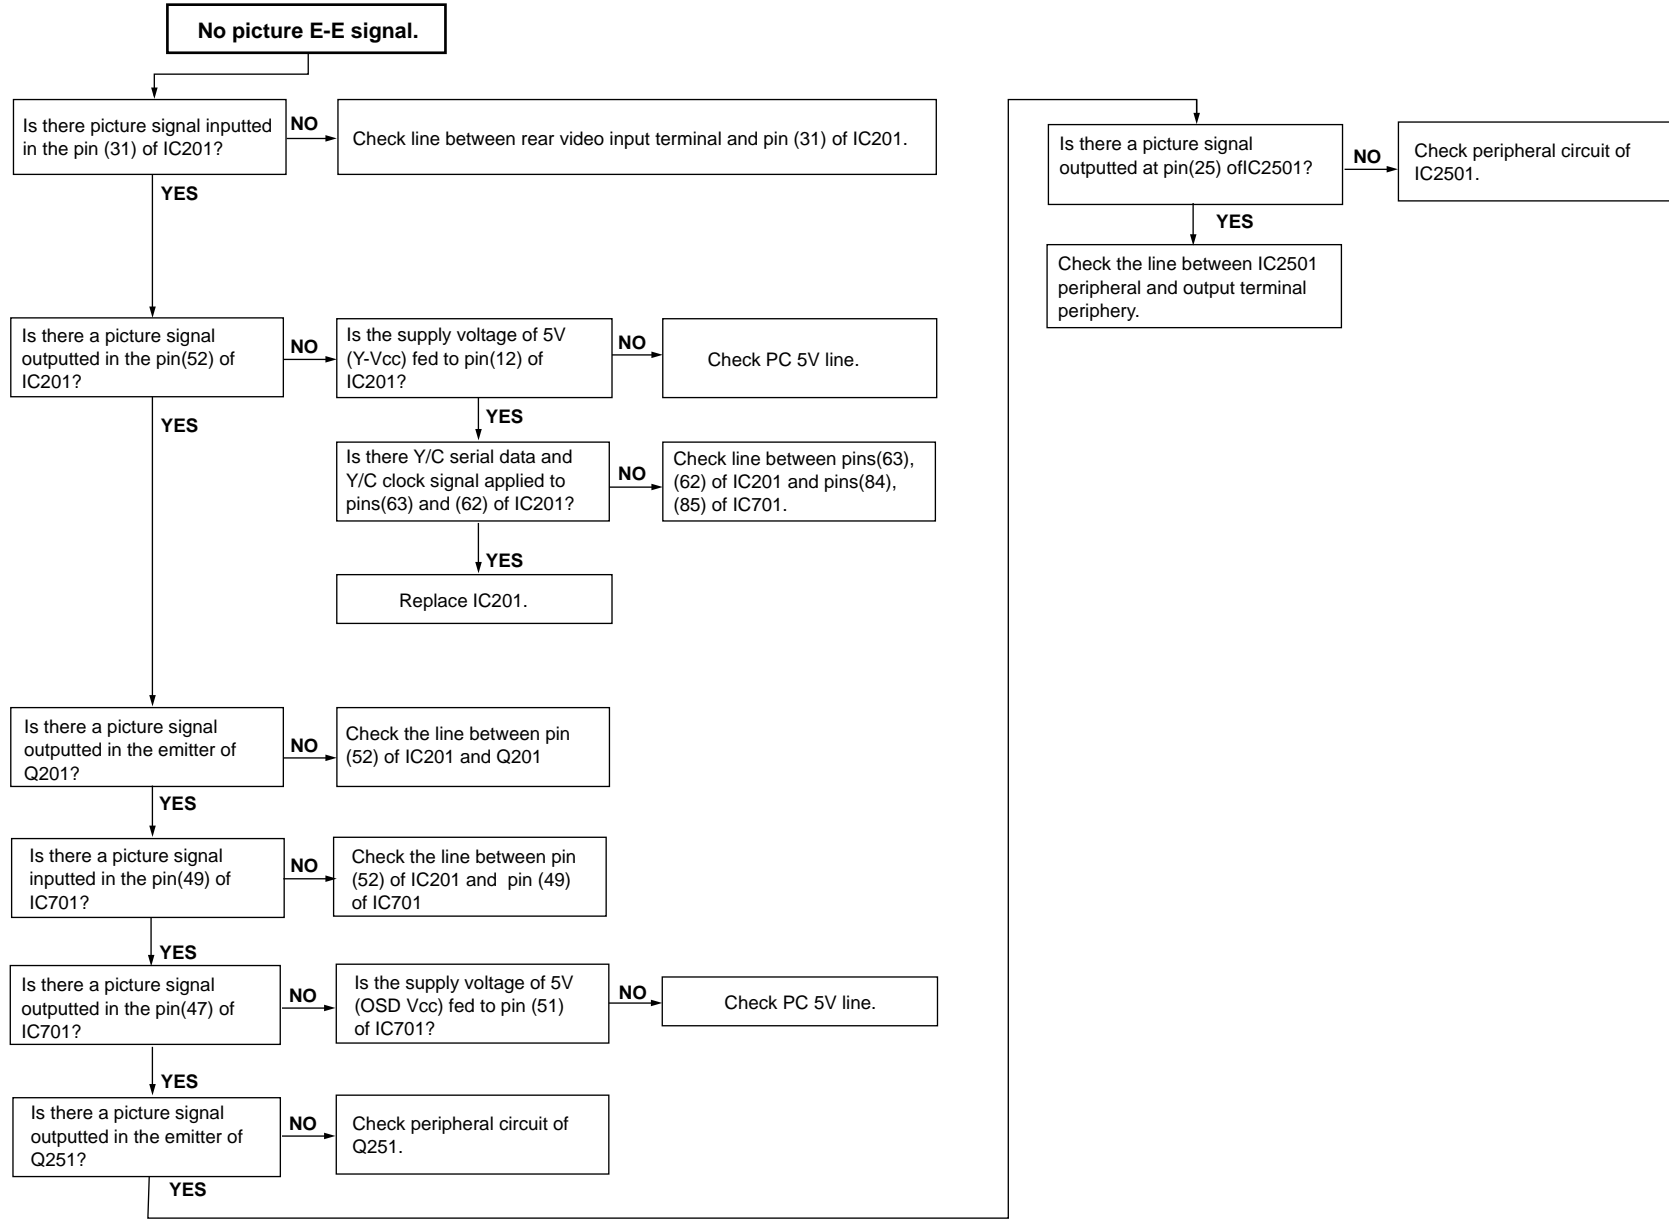 No picture E-E signal.
Is there picture signal inputted
in the pin (31) of IC201?
NO
Check line between rear video input terminal and pin (31) of IC201.
YES
Is there a picture signal
outputted in the pin(52) of
IC201?
NO
Is the supply voltage of 5V
(Y-Vcc) fed to pin(12) of
IC201?
NO
Check PC 5V line.
YES
YES
Is there Y/C serial data and
Y/C clock signal applied to
pins(63) and (62) of IC201?
NO
Check line between pins(63),
(62) of IC201 and pins(84),
(85) of IC701.
YES
Replace IC201.
Is there a picture signal
outputted in the emitter of
Q201?
NO
Check the line between pin
(52) of IC201 and Q201
YES
Is there a picture signal
inputted in the pin(49) of
IC701?
NO
Check the line between pin
(52) of IC201 and  pin (49)
of IC701
YES
Is there a picture signal
outputted in the pin(47) of
IC701?
NO
Is the supply voltage of 5V
(OSD Vcc) fed to pin (51)
of IC701?
NO
Check PC 5V line.
YES
Is there a picture signal
outputted in the emitter of
Q251?
NO
Check peripheral circuit of
Q251.
YES
Is there a picture signal
outputted at pin(25) ofIC2501?
NO
Check peripheral circuit of
IC2501.
YES
Check the line between IC2501
peripheral and output terminal
periphery.